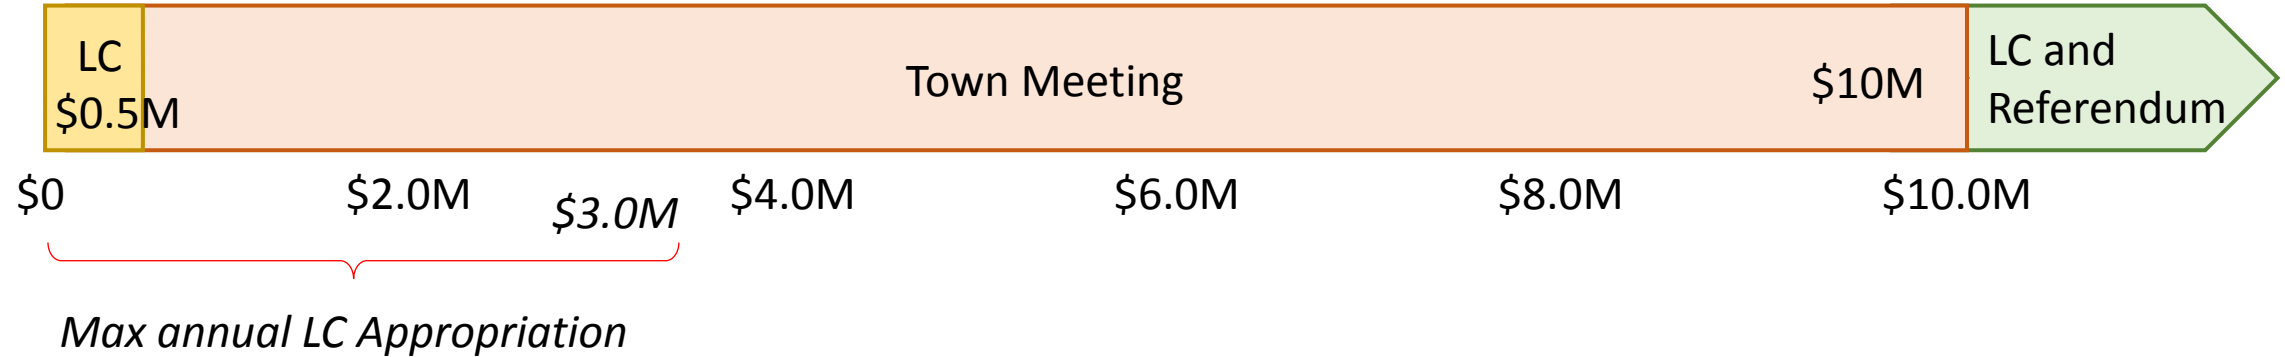 LC
$0.5M
Town Meeting
$10M
LC and
Referendum
$0
$2.0M
$3.0M
$4.0M
$6.0M
$8.0M
$10.0M
Max annual LC Appropriation